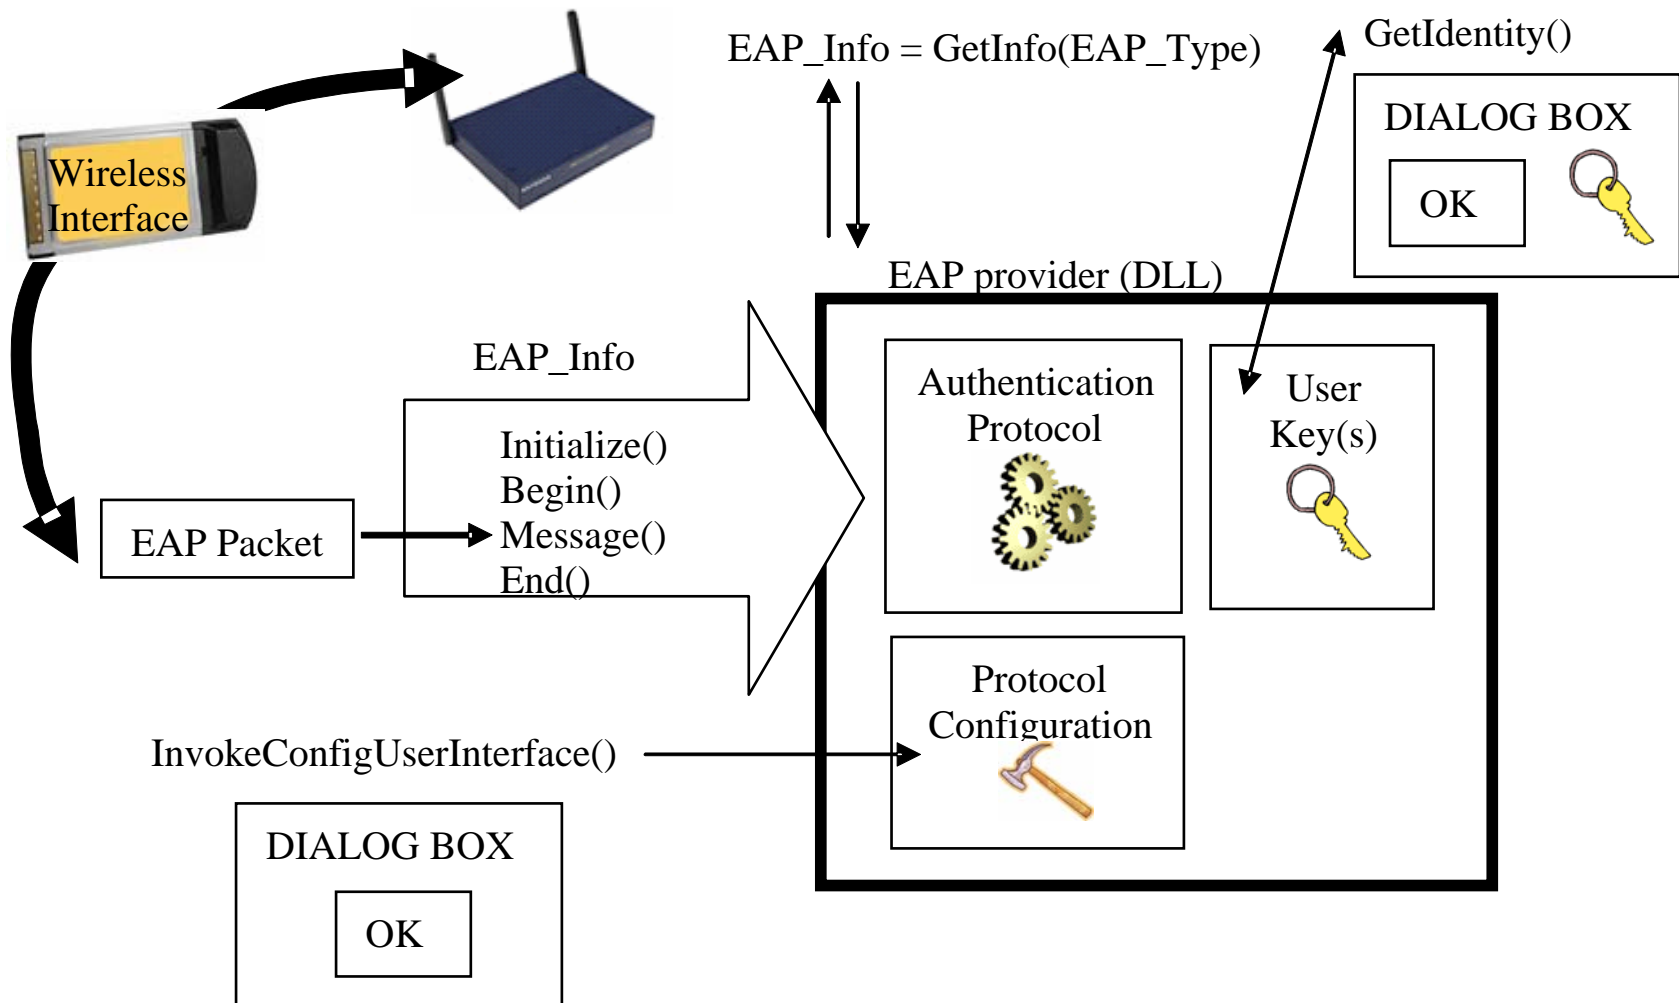 EAP_Info = GetInfo(EAP_Type)
GetIdentity()
DIALOG BOX
OK
Wireless
Interface
EAP provider (DLL)
EAP_Info
Initialize()
Begin()
Message()
End()
EAP Packet
Authentication
Protocol
User
Key(s)
Protocol
Configuration
InvokeConfigUserInterface()
DIALOG BOX
OK